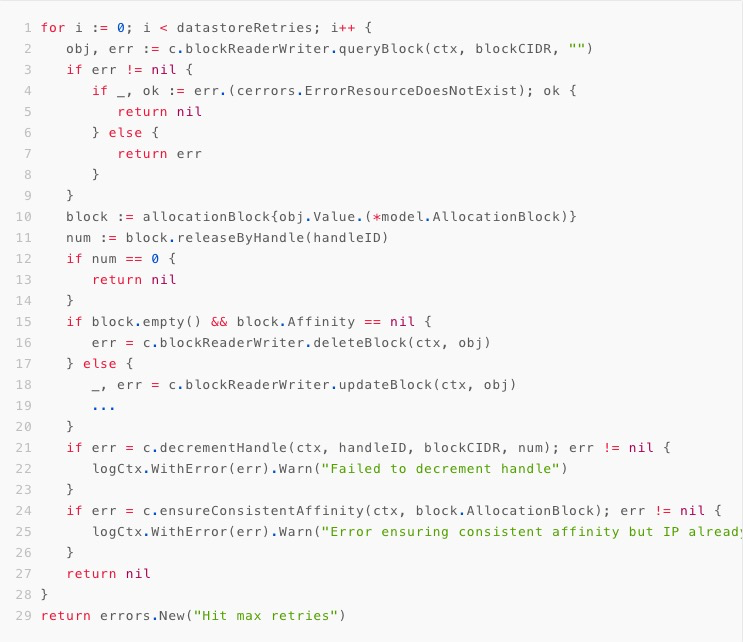 1 for i := 0; i < datastoreRetries; i++ {
2    obj, err := c.blockReaderWriter.queryBlock(ctx, blockCIDR, "")
3    if err != nil {
4       if _, ok := err.(cerrors.ErrorResourceDoesNotExist); ok {
5          return nil
6       } else {
7          return err
8       }
9    }
10    block := allocationBlock{obj.Value.(*model.AllocationBlock)}
11    num := block.releaseByHandle(handleID)
12    if num == 0 {
13       return nil
14    }
15    if block.empty() && block.Affinity == nil {
16       err = c.blockReaderWriter.deleteBlock(ctx, obj)
17    } else {
18       _, err = c.blockReaderWriter.updateBlock(ctx, obj)
19       ...
20    }
21    if err = c.decrementHandle(ctx, handleID, blockCIDR, num); err != nil {
22       logCtx.WithError(err).Warn("Failed to decrement handle")
23    }
24    if err = c.ensureConsistentAffinity(ctx, block.AllocationBlock); err != nil {
25       logCtx.WithError(err).Warn("Error ensuring consistent affinity but IP already
26    }
27    return nil
28 }
29 return errors.New("Hit max retries")